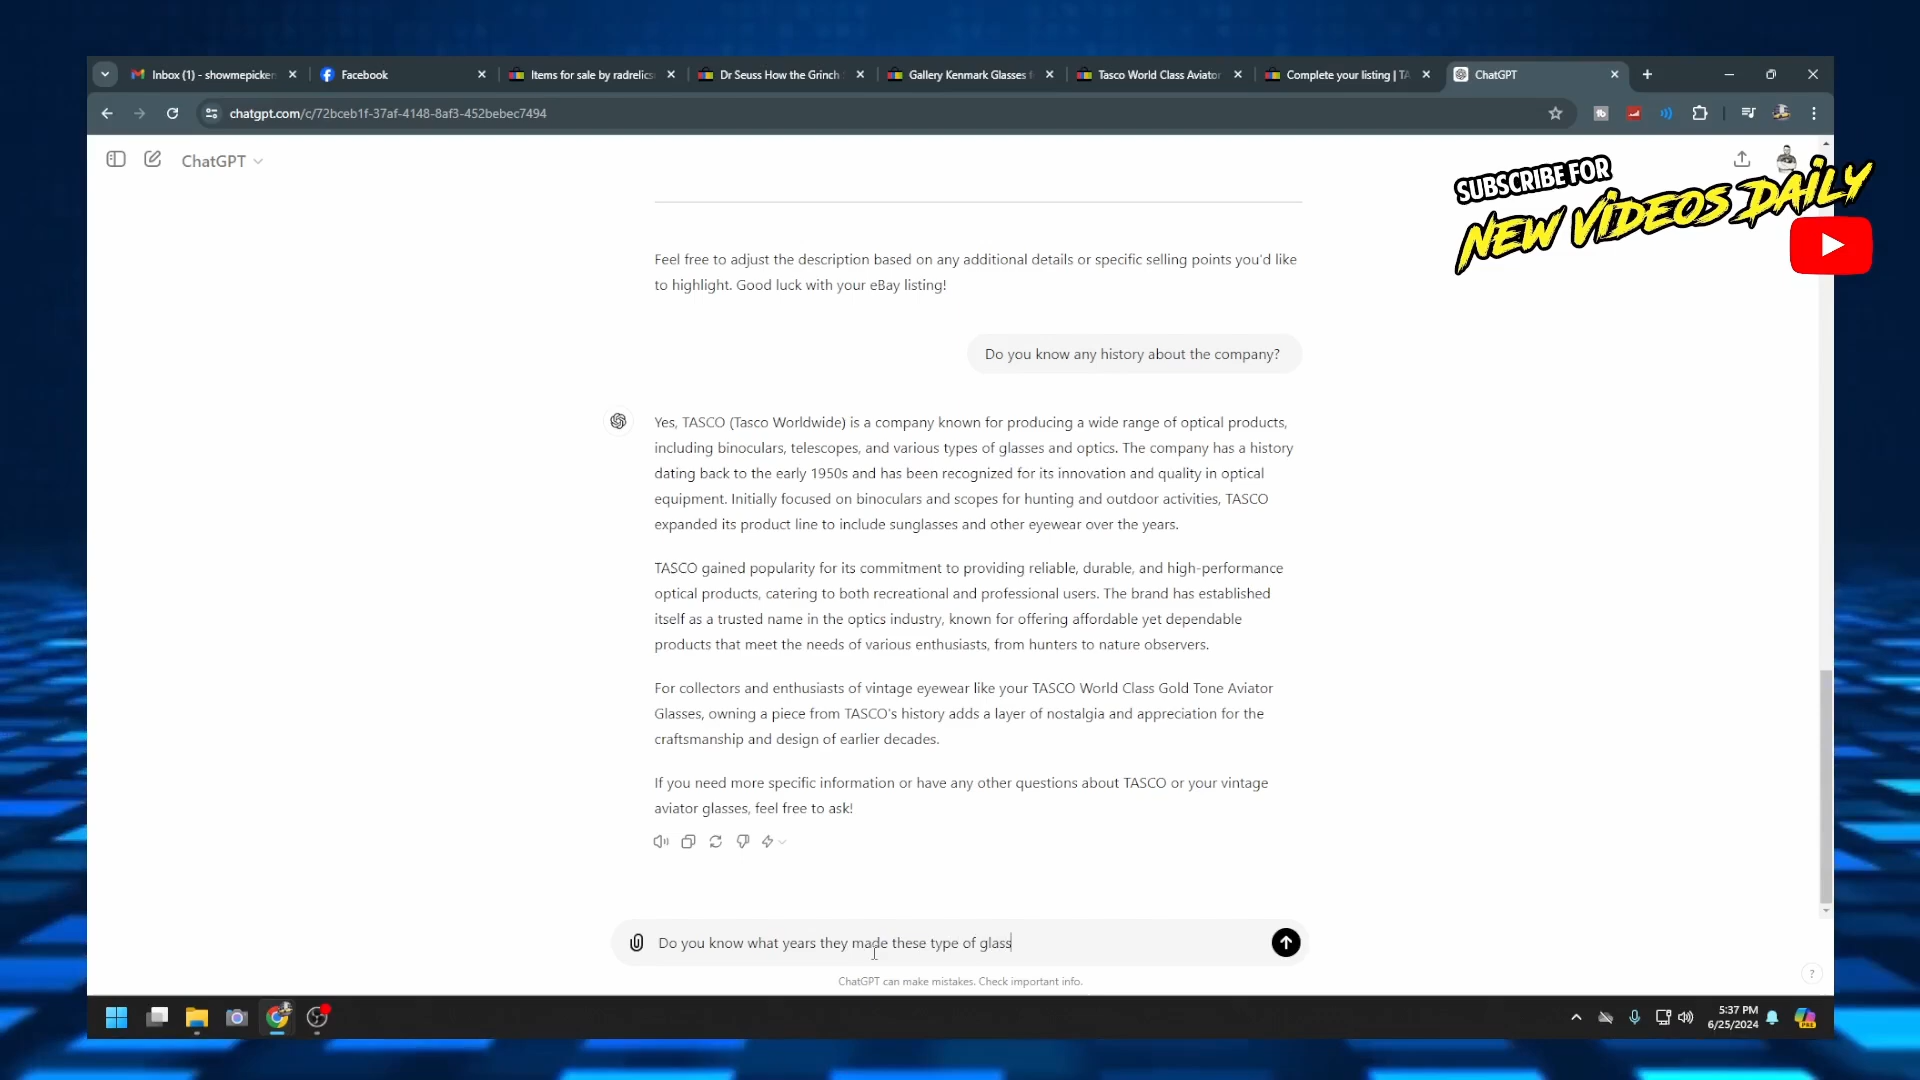 Inbox (1) - showmepicker
Facebook
Items for sale by radrelics
Dr Seuss How the Grinch
Gallery Kenmark Glasses
Tasco World Class Aviator
Complete your listing | TA
ChatGPT
chatgpt.com/c/72bceb1f-37af-4148-8af3-452bebec7494
ChatGPT
SUBSCRIBE FOR
NEW VIDEOS DAILY
Feel free to adjust the description based on any additional details or specific selling points you'd like
to highlight. Good luck with your eBay listing!
Do you know any history about the company?
Yes, TASCO (Tasco Worldwide) is a company known for producing a wide range of optical products,
including binoculars, telescopes, and various types of glasses and optics. The company has a history
dating back to the early 1950s and has been recognized for its innovation and quality in optical
equipment. Initially focused on binoculars and scopes for hunting and outdoor activities, TASCO
expanded its product line to include sunglasses and other eyewear over the years.
TASCO gained popularity for its commitment to providing reliable, durable, and high-performance
optical products, catering to both recreational and professional users. The brand has established
itself as a trusted name in the optics industry, known for offering affordable yet dependable
products that meet the needs of various enthusiasts, from hunters to nature observers.
For collectors and enthusiasts of vintage eyewear like your TASCO World Class Gold Tone Aviator
Glasses, owning a piece from TASCO's history adds a layer of nostalgia and appreciation for the
craftsmanship and design of earlier decades.
If you need more specific information or have any other questions about TASCO or your vintage
aviator glasses, feel free to ask!
Do you know what years they made these type of glass
ChatGPT can make mistakes. Check important info.
?
5:37 PM
6/25/2024